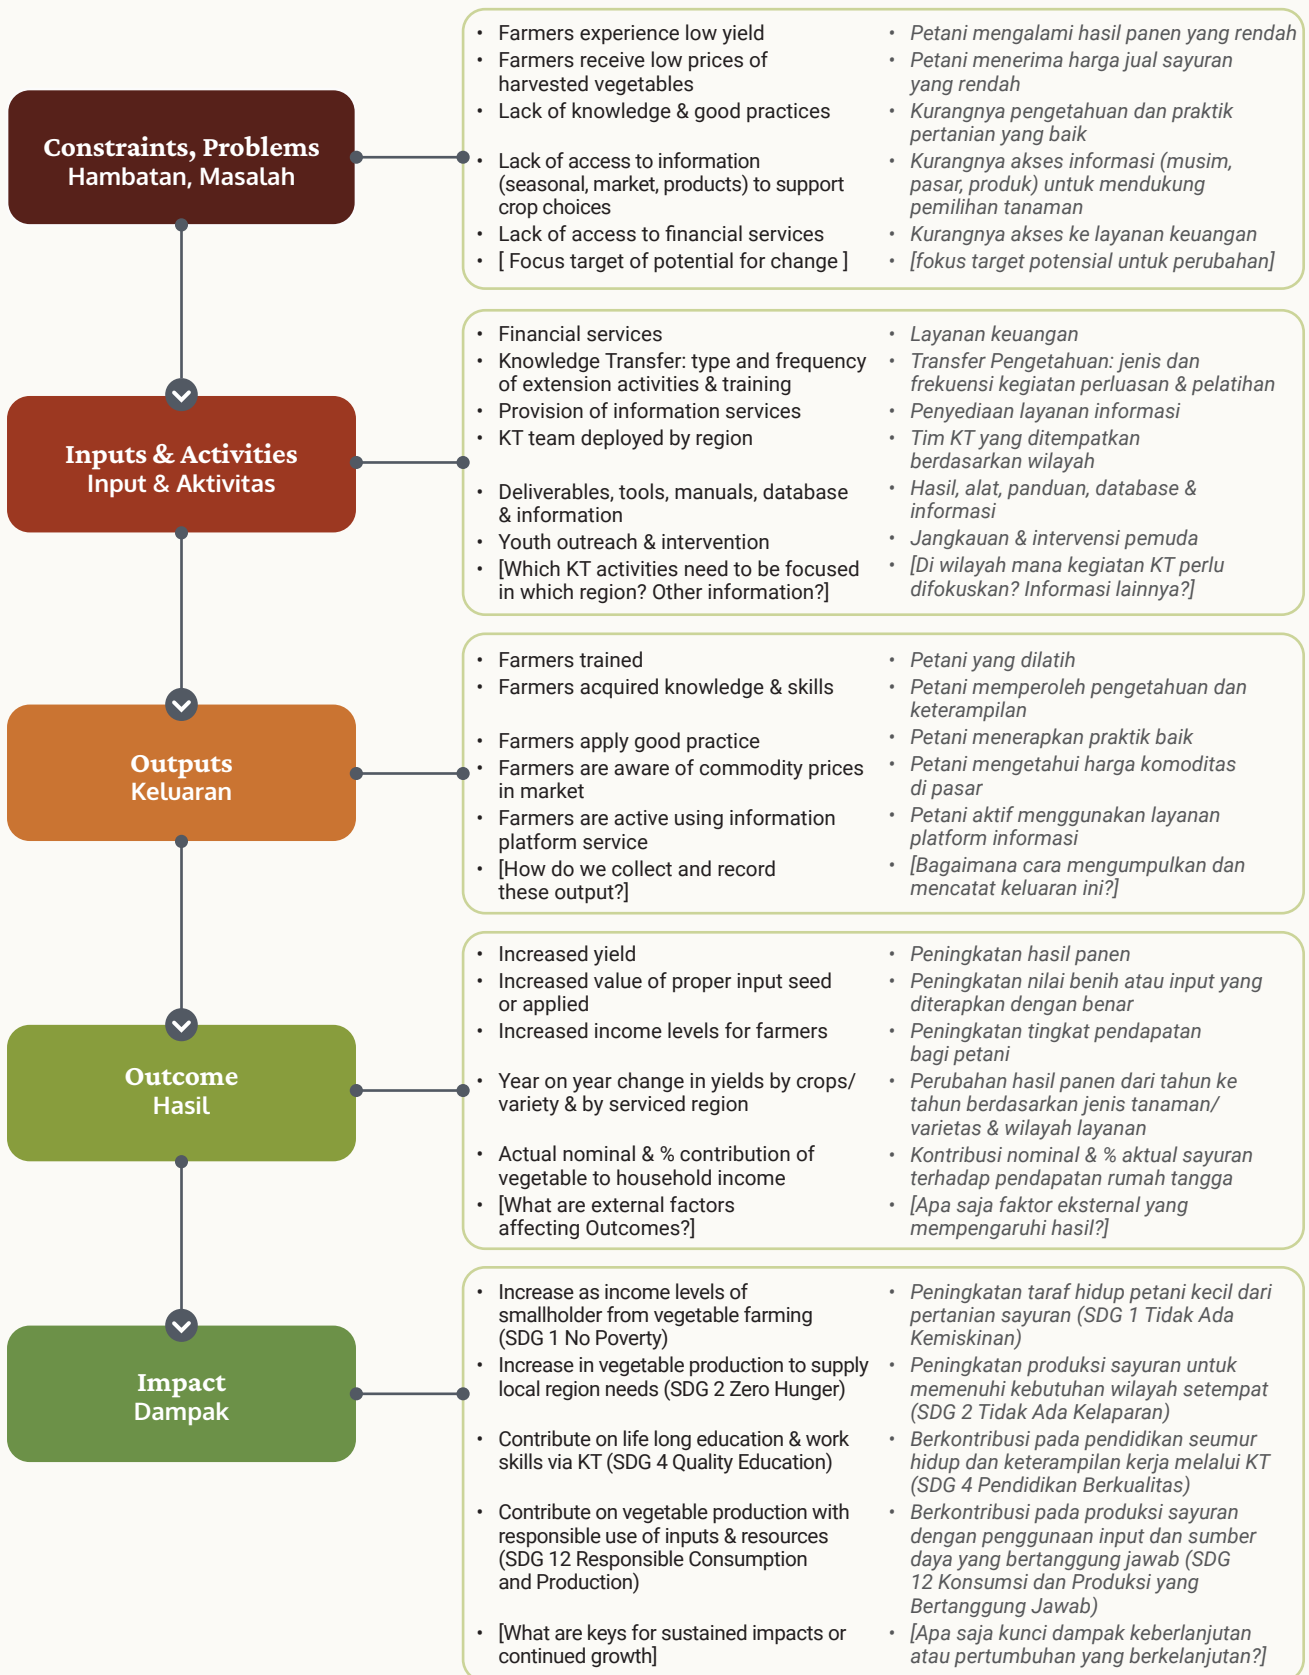 Constraints, Problems
Hambatan, Masalah
• Farmers experience low yield
• Farmers receive low prices of
harvested vegetables
• Lack of knowledge & good practices
• Lack of access to information
(seasonal, market, products) to support
crop choices
• Lack of access to financial services
• [ Focus target of potential for change ]
• Petani mengalami hasil panen yang rendah
• Petani menerima harga jual sayuran
yang rendah
• Kurangnya pengetahuan dan praktik
pertanian yang baik
• Kurangnya akses informasi (musim,
pasar, produk) untuk mendukung
pemilihan tanaman
• Kurangnya akses ke layanan keuangan
• [fokus target potensial untuk perubahan]
Inputs & Activities
Input & Aktivitas
• Financial services
• Knowledge Transfer: type and frequency
of extension activities & training
• Provision of information services
• KT team deployed by region
• Deliverables, tools, manuals, database
& information
• Youth outreach & intervention
• [Which KT activities need to be focused
in which region? Other information?]
• Layanan keuangan
• Transfer Pengetahuan: jenis dan
frekuensi kegiatan perluasan & pelatihan
• Penyediaan layanan informasi
• Tim KT yang ditempatkan
berdasarkan wilayah
• Hasil, alat, panduan, database &
informasi
• Jangkauan & intervensi pemuda
• [Di wilayah mana kegiatan KT perlu
difokuskan? Informasi lainnya?]
Outputs
Keluaran
• Farmers trained
• Farmers acquired knowledge & skills
• Farmers apply good practice
• Farmers are aware of commodity prices
in market
• Farmers are active using information
platform service
• [How do we collect and record
these output?]
• Petani yang dilatih
• Petani memperoleh pengetahuan dan
keterampilan
• Petani menerapkan praktik baik
• Petani mengetahui harga komoditas
di pasar
• Petani aktif menggunakan layanan
platform informasi
• [Bagaimana cara mengumpulkan dan
mencatat keluaran ini?]
Outcome
Hasil
• Increased yield
• Increased value of proper input seed
or applied
• Increased income levels for farmers
• Year on year change in yields by crops/
variety & by serviced region
• Actual nominal & % contribution of
vegetable to household income
• [What are external factors
affecting Outcomes?]
• Peningkatan hasil panen
• Peningkatan nilai benih atau input yang
diterapkan dengan benar
• Peningkatan tingkat pendapatan
bagi petani
• Perubahan hasil panen dari tahun ke
tahun berdasarkan jenis tanaman/
varietas & wilayah layanan
• Kontribusi nominal & % aktual sayuran
terhadap pendapatan rumah tangga
• [Apa saja faktor eksternal yang
mempengaruhi hasil?]
Impact
Dampak
• Increase as income levels of
smallholder from vegetable farming
(SDG 1 No Poverty)
• Increase in vegetable production to supply
local region needs (SDG 2 Zero Hunger)
• Contribute on life long education & work
skills via KT (SDG 4 Quality Education)
• Contribute on vegetable production with
responsible use of inputs & resources
(SDG 12 Responsible Consumption
and Production)
• [What are keys for sustained impacts or
continued growth]
• Peningkatan taraf hidup petani kecil dari
pertanian sayuran (SDG 1 Tidak Ada
Kemiskinan)
• Peningkatan produksi sayuran untuk
memenuhi kebutuhan wilayah setempat
(SDG 2 Tidak Ada Kelaparan)
• Berkontribusi pada pendidikan seumur
hidup dan keterampilan kerja melalui KT
(SDG 4 Pendidikan Berkualitas)
• Berkontribusi pada produksi sayuran
dengan penggunaan input dan sumber
daya yang bertanggung jawab (SDG
12 Konsumsi dan Produksi yang
Bertanggung Jawab)
• [Apa saja kunci dampak keberlanjutan
atau pertumbuhan yang berkelanjutan?]